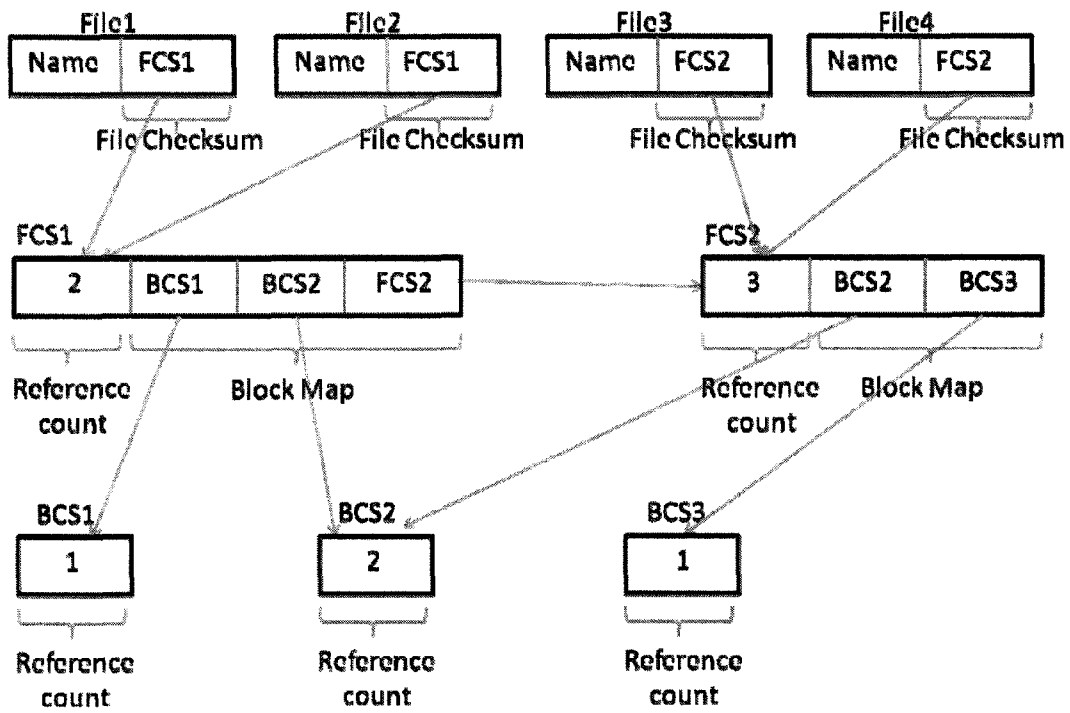 File1 File2 File3 File4
Name FCS1 Name FCS1 Name FCS2 Name FCS2
File Checksum File Checksum File Checksum File Checksum
FCS1 FCS2
2 BCS1 BCS2 FCS2 3 BCS2 BCS3
Reference count Block Map Reference count Block Map
BCS1 BCS2 BCS3
1 2 1
Reference count Reference count Reference count